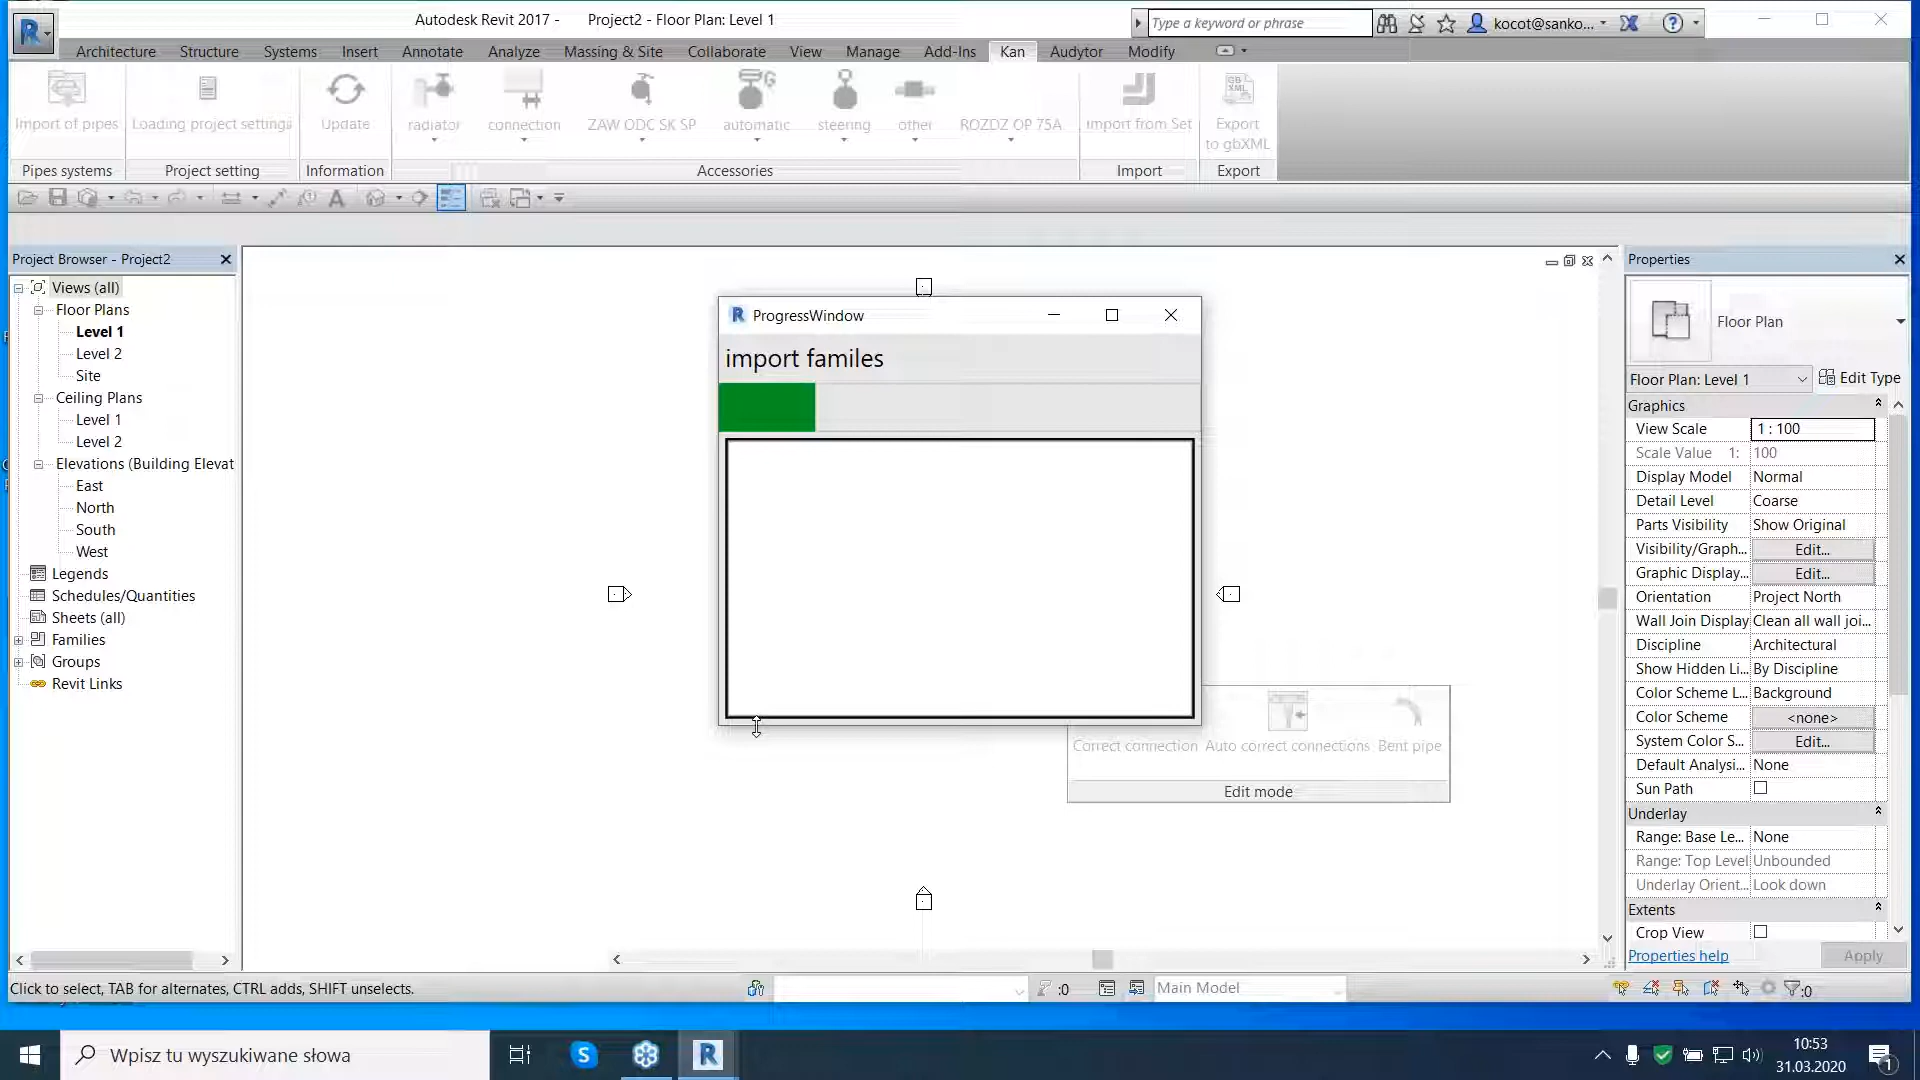 Autodesk Revit 2017 - Project2 - Floor Plan: Level 1
Type a keyword or phrase
kocot@sanko...
Architecture Structure Systems Insert Annotate Analyze Massing & Site Collaborate View Manage Add-Ins Kan Audytor Modify
Import of pipes
Loading project settings
Update
radiator
connection
ZAW ODC SK SP
automatic
steering
other
ROZDZ OP 75A
Import from Set
Export
to gbXML
Pipes systems
Project setting
Information
Accessories
Import
Export
Project Browser - Project2
Views (all)
Floor Plans
Level 1
Level 2
Site
Ceiling Plans
Level 1
Level 2
Elevations (Building Elevat
East
North
South
West
Legends
Schedules/Quantities
Sheets (all)
Families
Groups
Revit Links
ProgressWindow
import familes
Correct connection
Auto correct connections
Bent pipe
Edit mode
Properties
Floor Plan
Floor Plan: Level 1
Edit Type
Graphics
View Scale 1 : 100
Scale Value 1: 100
Display Model Normal
Detail Level Coarse
Parts Visibility Show Original
Visibility/Graph... Edit...
Graphic Display... Edit...
Orientation Project North
Wall Join Display Clean all wall joi...
Discipline Architectural
Show Hidden Li... By Discipline
Color Scheme L... Background
Color Scheme <none>
System Color S... Edit...
Default Analysi... None
Sun Path
Underlay
Range: Base Le... None
Range: Top Level Unbounded
Underlay Orient... Look down
Extents
Crop View
Properties help
Apply
Click to select, TAB for alternates, CTRL adds, SHIFT unselects.
:0
Main Model
:0
Wpisz tu wyszukiwane słowa
10:53
31.03.2020
1